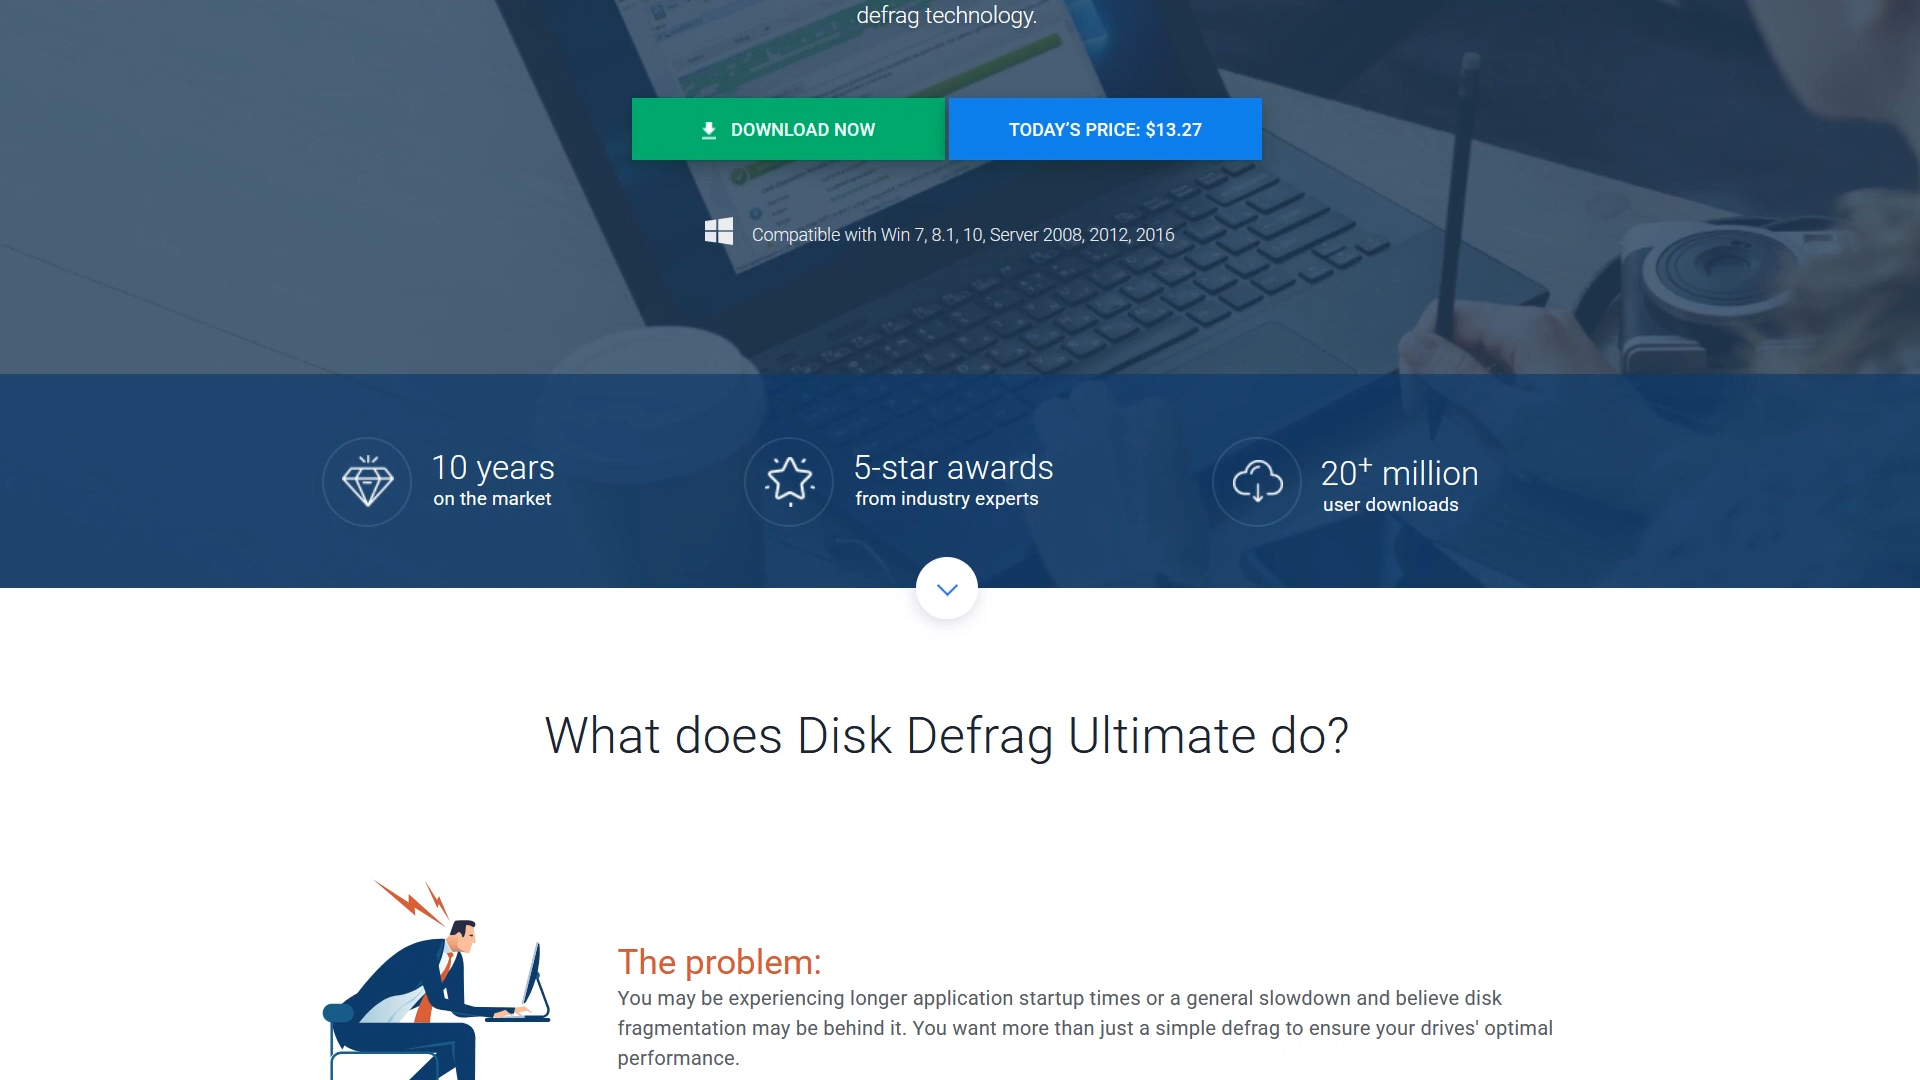 defrag technology.
DOWNLOAD NOW
TODAY’S PRICE: $13.27
Compatible with Win 7, 8.1, 10, Server 2008, 2012, 2016
10 years
on the market
5-star awards
from industry experts
20+ million
user downloads
What does Disk Defrag Ultimate do?
The problem:
You may be experiencing longer application startup times or a general slowdown and believe disk
fragmentation may be behind it. You want more than just a simple defrag to ensure your drives' optimal
performance.